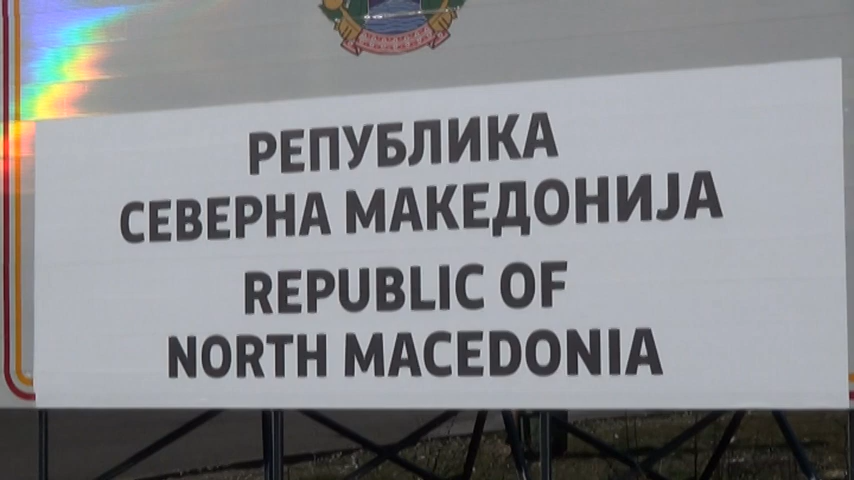 РЕПУБЛИКА
СЕВЕРНА МАКЕДОНИЈА
REPUBLIC OF
NORTH MACEDONIA